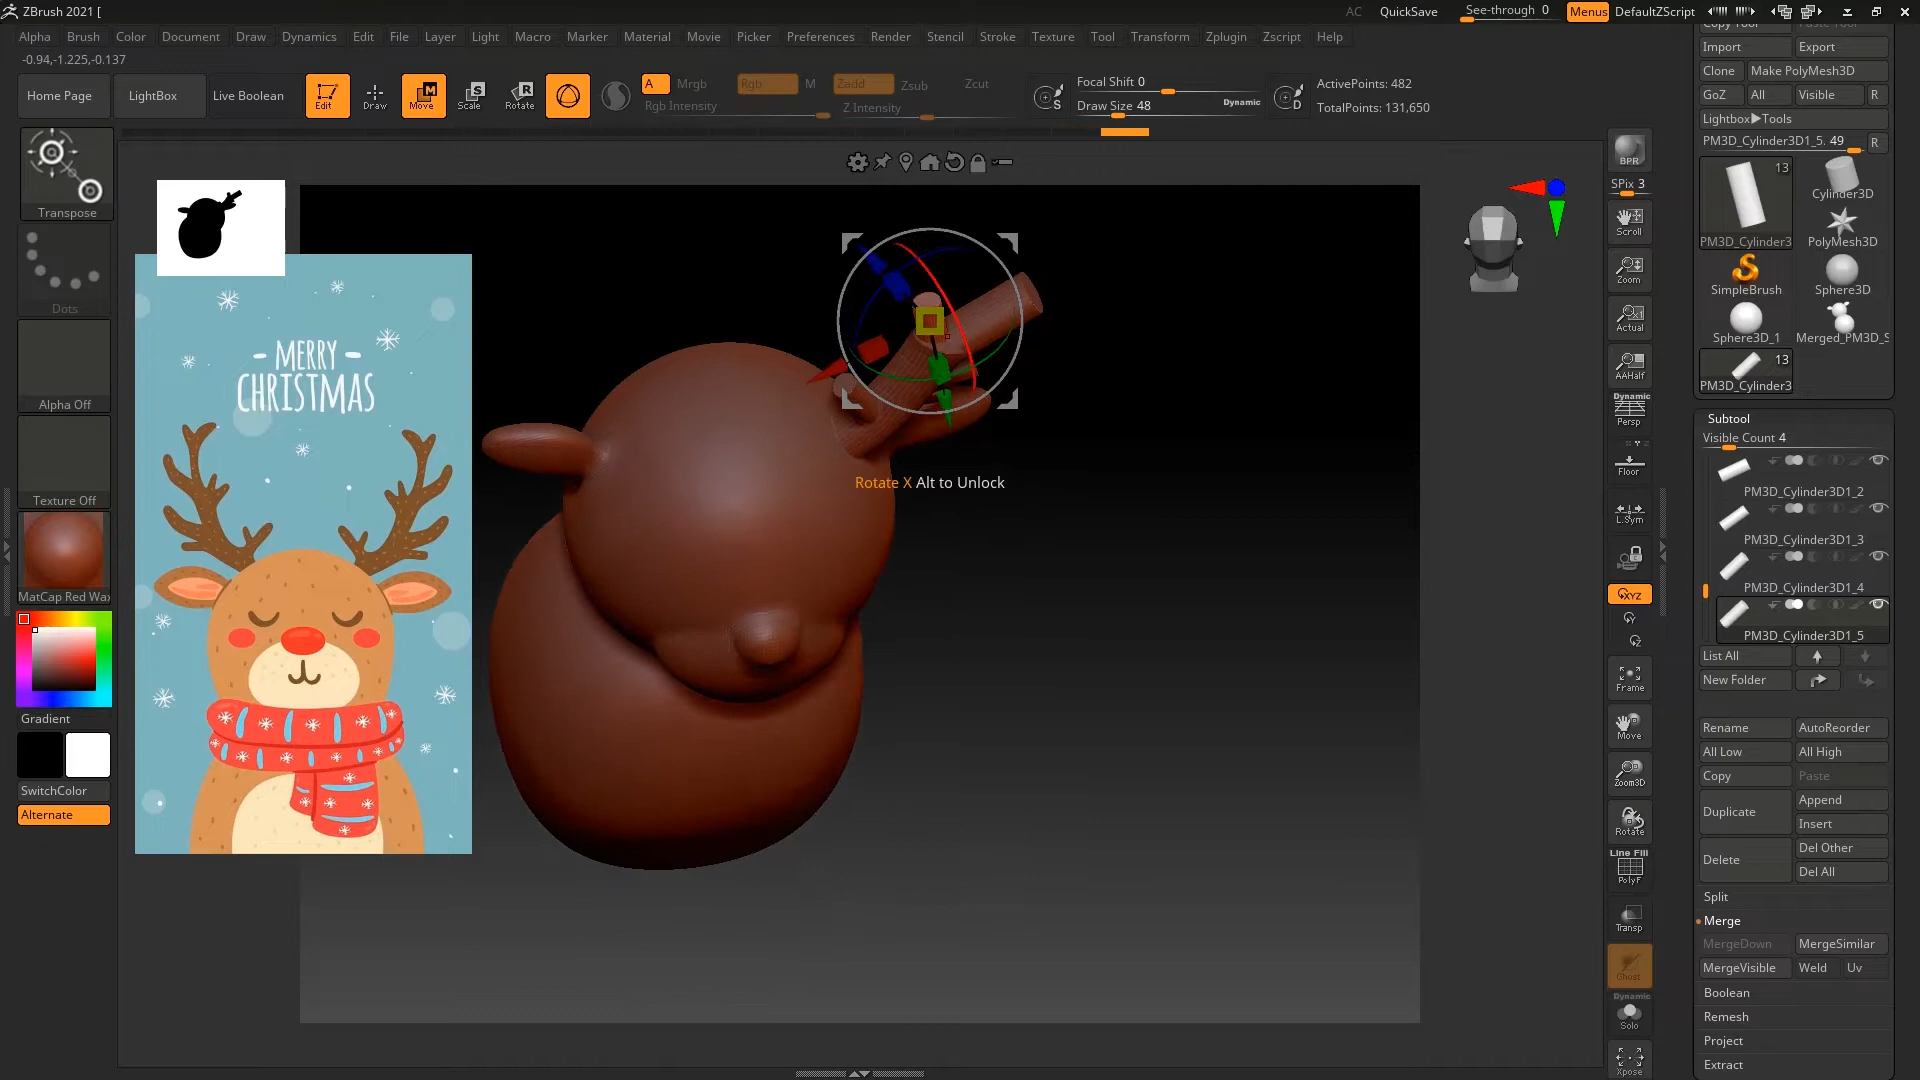 ZBrush 2021 [
AC QuickSave See-through 0 Menus DefaultZScript
Alpha Brush Color Document Draw Dynamics Edit File Layer Light Macro Marker Material Movie Picker Preferences Render Stencil Stroke Texture Tool Transform Zplugin Zscript Help
-0.94,-1.225,-0.137
Home Page LightBox Live Boolean Edit Draw Move Scale Rotate
A Mrgb Rgb M Zadd Zsub Zcut
Rgb Intensity Z Intensity
Focal Shift 0
Draw Size 48 Dynamic
ActivePoints: 482
TotalPoints: 131,650
Transpose
Dots
Alpha Off
Texture Off
MatCap Red Wax
Gradient
SwitchColor
Alternate
MERRY
CHRISTMAS
Rotate X Alt to Unlock
BPR
SPix 3
Scroll
Zoom
Actual
AAHalf
Dynamic
Persp
Floor
L.Sym
XYZ
Frame
Move
Zoom3D
Rotate
Line Fill
PolyF
Transp
Ghost
Dynamic
Solo
Xpose
Import Export
Clone Make PolyMesh3D
GoZ All Visible R
Lightbox▶Tools
PM3D_Cylinder3D1_5. 49 R
13
PM3D_Cylinder3
Cylinder3D
PolyMesh3D
SimpleBrush
Sphere3D
Sphere3D_1
Merged_PM3D_S
13
PM3D_Cylinder3
Subtool
Visible Count 4
PM3D_Cylinder3D1_2
PM3D_Cylinder3D1_3
PM3D_Cylinder3D1_4
PM3D_Cylinder3D1_5
List All
New Folder
Rename AutoReorder
All Low All High
Copy Paste
Duplicate Append
Insert
Delete Del Other
Del All
Split
Merge
MergeDown MergeSimilar
MergeVisible Weld Uv
Boolean
Remesh
Project
Extract